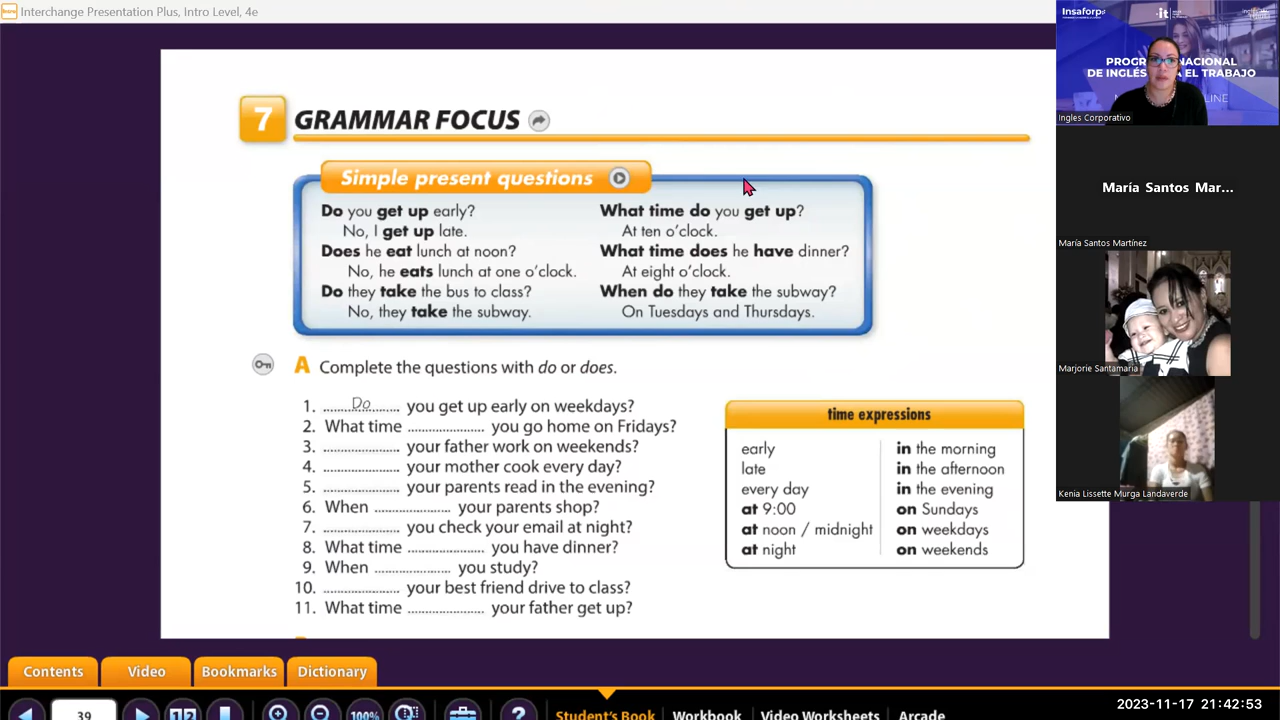 Interchange Presentation Plus, Intro Level, 4e
7 GRAMMAR FOCUS
Simple present questions
Do you get up early?
No, I get up late.
Does he eat lunch at noon?
No, he eats lunch at one o'clock.
Do they take the bus to class?
No, they take the subway.
What time do you get up?
At ten o'clock.
What time does he have dinner?
At eight o'clock.
When do they take the subway?
On Tuesdays and Thursdays.
A Complete the questions with do or does.
1. Do you get up early on weekdays?
2. What time .................... you go home on Fridays?
3. .................... your father work on weekends?
4. .................... your mother cook every day?
5. .................... your parents read in the evening?
6. When .................... your parents shop?
7. .................... you check your email at night?
8. What time .................... you have dinner?
9. When .................... you study?
10. .................... your best friend drive to class?
11. What time .................... your father get up?
time expressions
early
late
every day
at 9:00
at noon / midnight
at night
in the morning
in the afternoon
in the evening
on Sundays
on weekdays
on weekends
Insaforp
PROGR NACIONAL
DE INGLÉS A EL TRABAJO
LINE
Ingles Corporativo
María Santos Mar...
María Santos Martínez
Marjorie Santamaria
Kenia Lissette Murga Landaverde
Contents
Video
Bookmarks
Dictionary
39
1 2
100%
?
Student's Book
Workbook
Video Worksheets
Arcade
2023-11-17 21:42:53